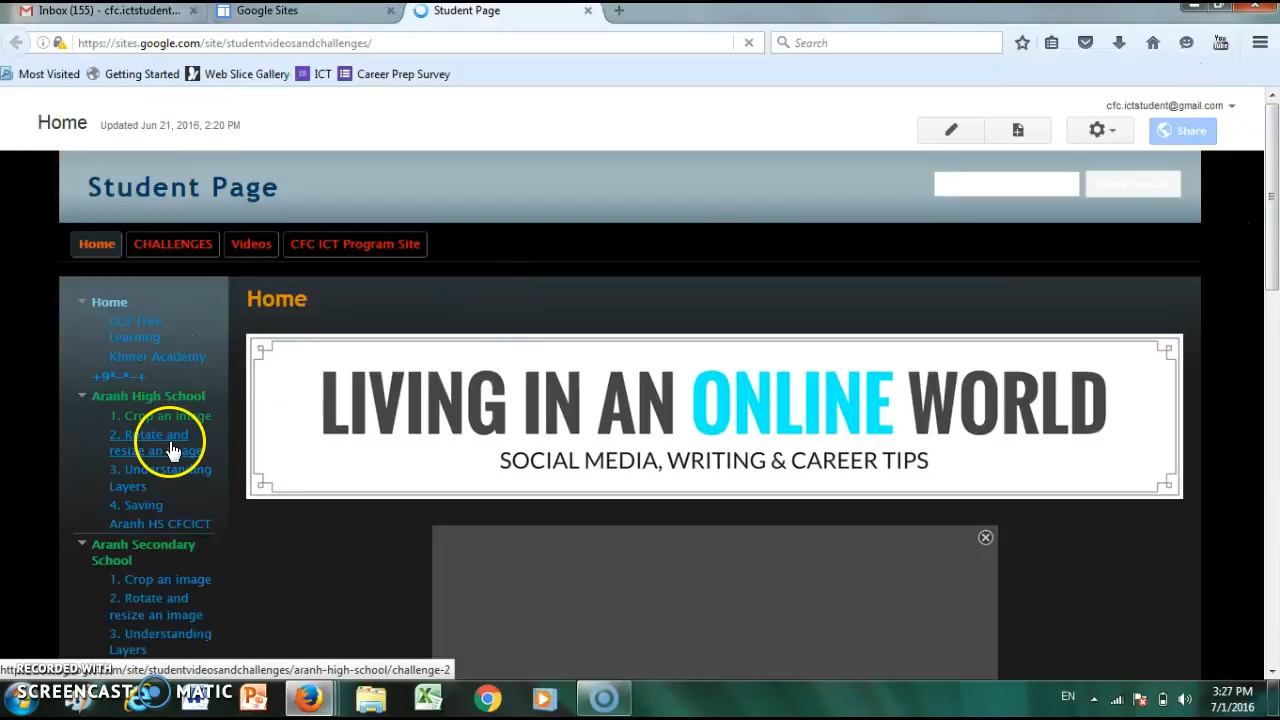 Inbox (155) - cfc.ictstudent...
Google Sites
Student Page
https://sites.google.com/site/studentvideosandchallenges/
Search
Most Visited
Getting Started
Web Slice Gallery
ICT
Career Prep Survey
cfc.ictstudent@gmail.com
Home
Updated Jun 21, 2016, 2:20 PM
Share
Student Page
Home
CHALLENGES
Videos
CFC ICT Program Site
Home
Learning
Khmer Academy
+9*-*-+
Aranh High School
1. Crop an image
2. Rotate and
resize an image
3. Understanding
Layers
4. Saving
Aranh HS CFCICT
Aranh Secondary
School
1. Crop an image
2. Rotate and
resize an image
3. Understanding
Layers
Home
LIVING IN AN ONLINE WORLD
SOCIAL MEDIA, WRITING & CAREER TIPS
m/site/studentvideosandchallenges/aranh-high-school/challenge-2
RECORDED WITH
SCREENCAST MATIC
EN
3:27 PM
7/1/2016